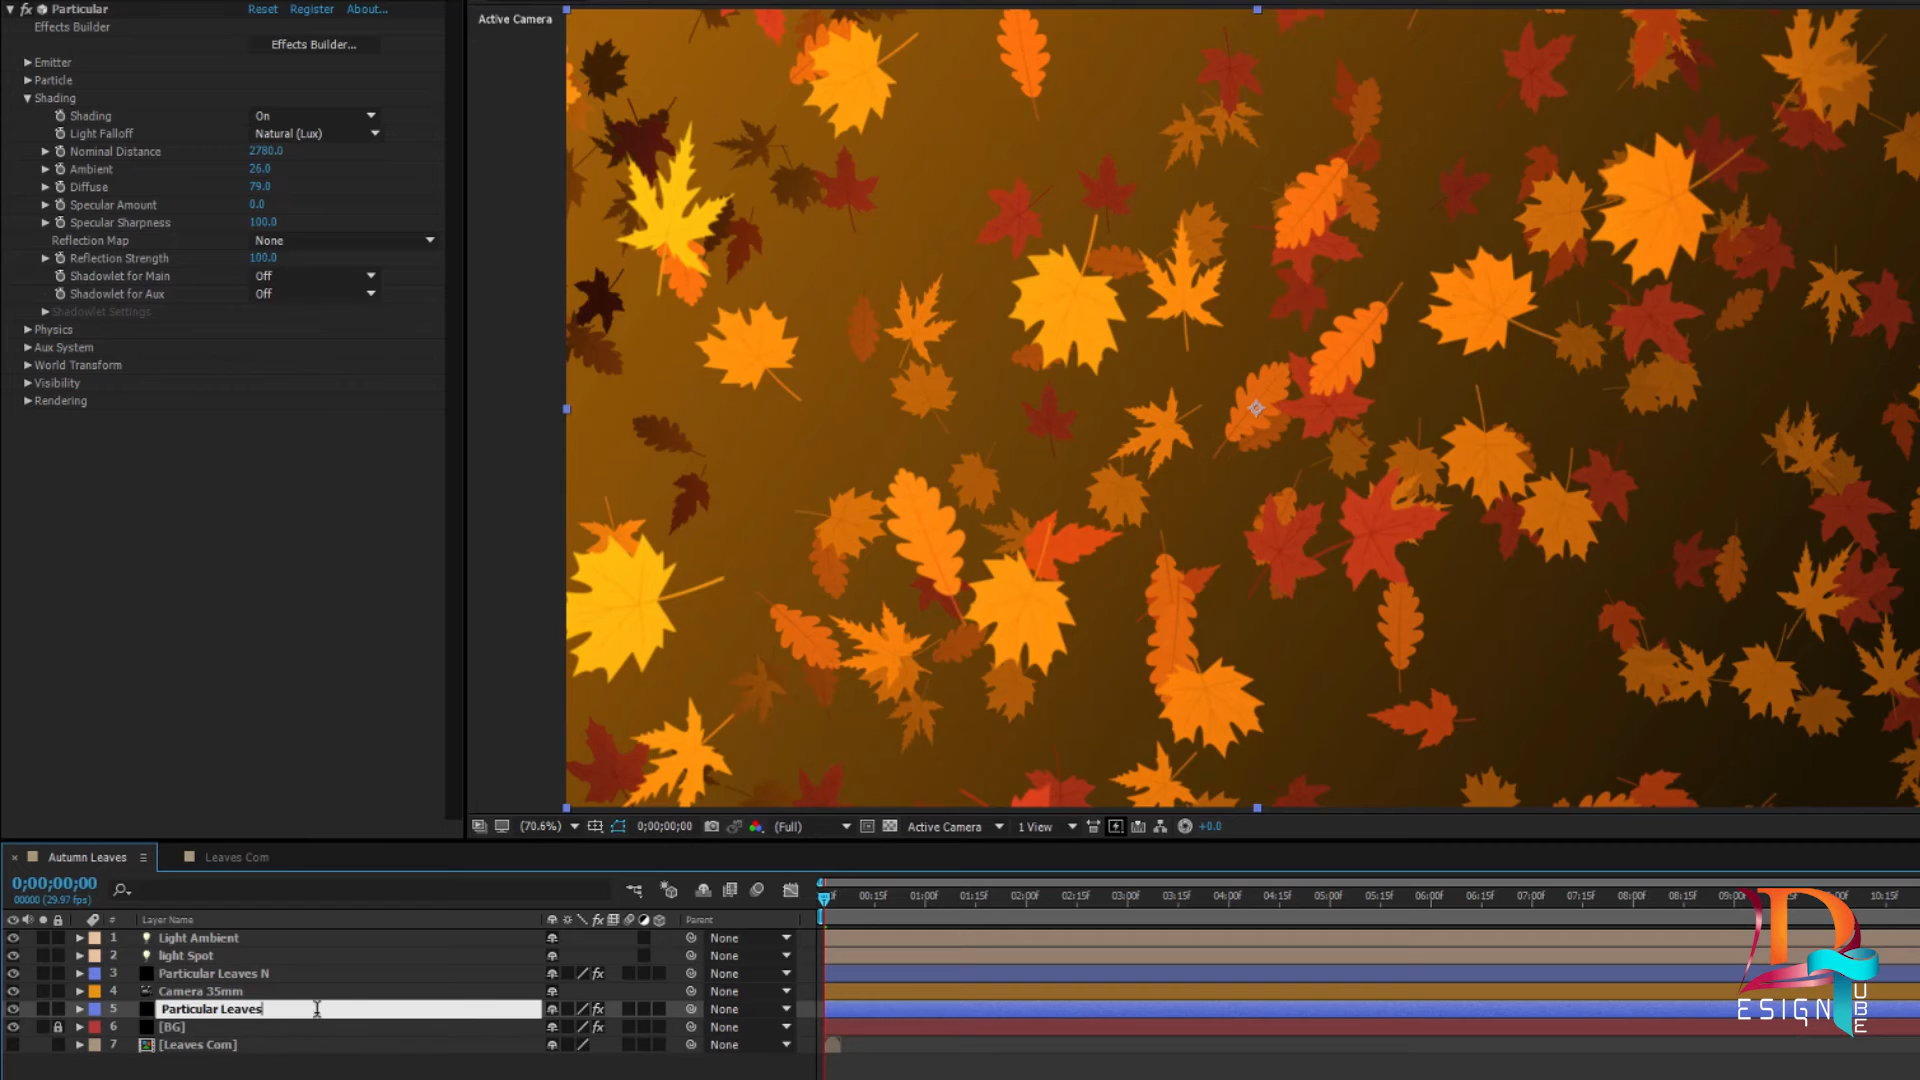 fx Particular Reset Register About...
Effects Builder
Effects Builder...
Emitter
Particle
Shading
Shading On
Light Falloff Natural (Lux)
Nominal Distance 2780.0
Ambient 26.0
Diffuse 79.0
Specular Amount 0.0
Specular Sharpness 100.0
Reflection Map None
Reflection Strength 100.0
Shadowlet for Main Off
Shadowlet for Aux Off
Shadowlet Settings
Physics
Aux System
World Transform
Visibility
Rendering
Active Camera
(70.6%) 0;00;00;00 (Full) Active Camera 1 View +0.0
Autumn Leaves Leaves Com
0;00;00;00
00000 (29.97 fps)
00:15f 01:00f 01:15f 02:00f 02:15f 03:00f 03:15f 04:00f 04:15f 05:00f 05:15f 06:00f 06:15f 07:00f 07:15f 08:00f 08:15f 10:15f
# Layer Name fx Parent
1 Light Ambient None
2 light Spot None
3 Particular Leaves N fx None
4 Camera 35mm None
5 Particular Leaves fx None
6 [BG] fx None
7 [Leaves Com] None
DESIGN TUBE